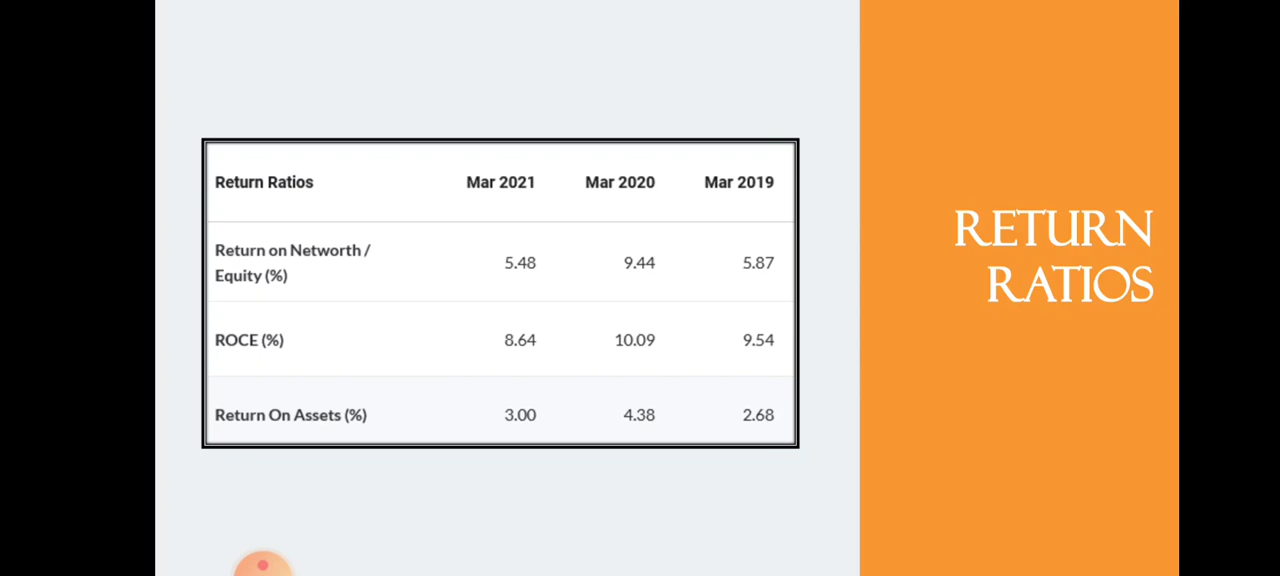 Return Ratios Mar 2021 Mar 2020 Mar 2019
Return on Networth /
Equity (%) 5.48 9.44 5.87
ROCE (%) 8.64 10.09 9.54
Return On Assets (%) 3.00 4.38 2.68
RETURN
RATIOS